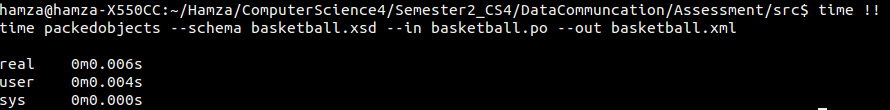 hamza@hamza-X550CC:~/Hamza/ComputerScience4/Semester2_CS4/DataCommuncation/Assessment/src$ time !!
time packedobjects --schema basketball.xsd --in basketball.po --out basketball.xml
real 0m0.006s
user 0m0.004s
sys 0m0.000s